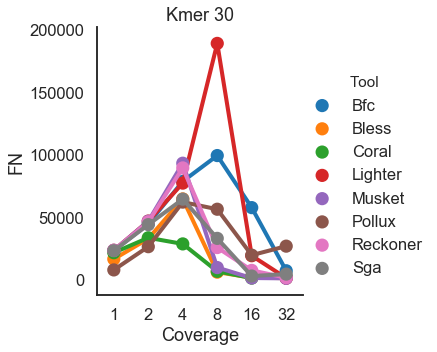 Kmer 30
200000
150000
100000
50000
0
FN
1 2 4 8 16 32
Coverage
Tool
Bfc
Bless
Coral
Lighter
Musket
Pollux
Reckoner
Sga